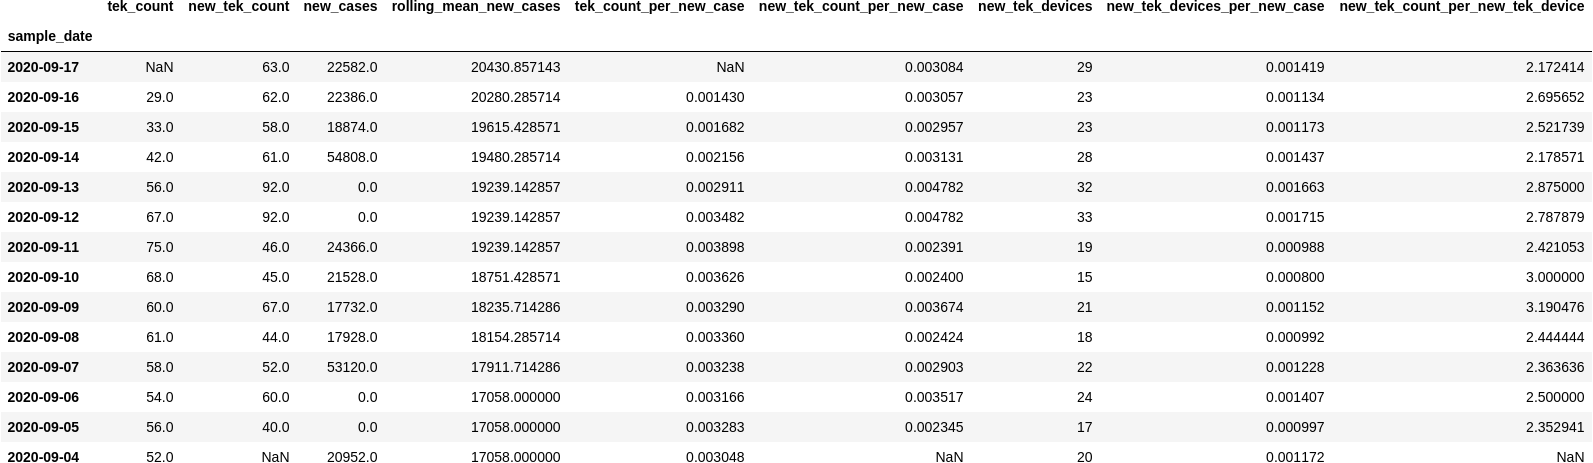 tek_count new_tek_count new_cases rolling_mean_new_cases tek_count_per_new_case new_tek_count_per_new_case new_tek_devices new_tek_devices_per_new_case new_tek_count_per_new_tek_device
sample_date
2020-09-17 NaN 63.0 22582.0 20430.857143 NaN 0.003084 29 0.001419 2.172414
2020-09-16 29.0 62.0 22386.0 20280.285714 0.001430 0.003057 23 0.001134 2.695652
2020-09-15 33.0 58.0 18874.0 19615.428571 0.001682 0.002957 23 0.001173 2.521739
2020-09-14 42.0 61.0 54808.0 19480.285714 0.002156 0.003131 28 0.001437 2.178571
2020-09-13 56.0 92.0 0.0 19239.142857 0.002911 0.004782 32 0.001663 2.875000
2020-09-12 67.0 92.0 0.0 19239.142857 0.003482 0.004782 33 0.001715 2.787879
2020-09-11 75.0 46.0 24366.0 19239.142857 0.003898 0.002391 19 0.000988 2.421053
2020-09-10 68.0 45.0 21528.0 18751.428571 0.003626 0.002400 15 0.000800 3.000000
2020-09-09 60.0 67.0 17732.0 18235.714286 0.003290 0.003674 21 0.001152 3.190476
2020-09-08 61.0 44.0 17928.0 18154.285714 0.003360 0.002424 18 0.000992 2.444444
2020-09-07 58.0 52.0 53120.0 17911.714286 0.003238 0.002903 22 0.001228 2.363636
2020-09-06 54.0 60.0 0.0 17058.000000 0.003166 0.003517 24 0.001407 2.500000
2020-09-05 56.0 40.0 0.0 17058.000000 0.003283 0.002345 17 0.000997 2.352941
2020-09-04 52.0 NaN 20952.0 17058.000000 0.003048 NaN 20 0.001172 NaN